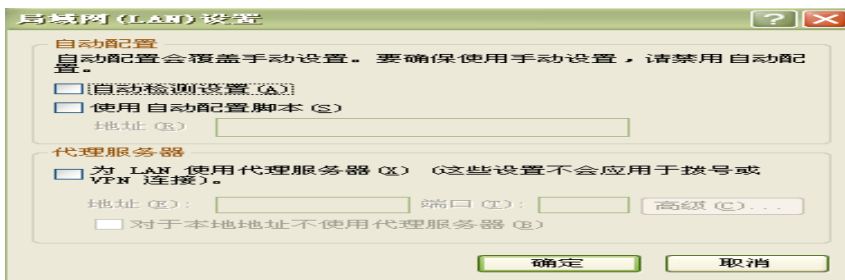 局域网(LAN)设置
自动配置
自动配置会覆盖手动设置。要确保使用手动设置，请禁用自动配
置。
自动检测设置(A)
使用自动配置脚本(S)
地址(R)
代理服务器
为 LAN 使用代理服务器(X) (这些设置不会应用于拨号或
VPN 连接)。
地址(E): 端口(T): 高级(C)...
对于本地地址不使用代理服务器(B)
确定 取消